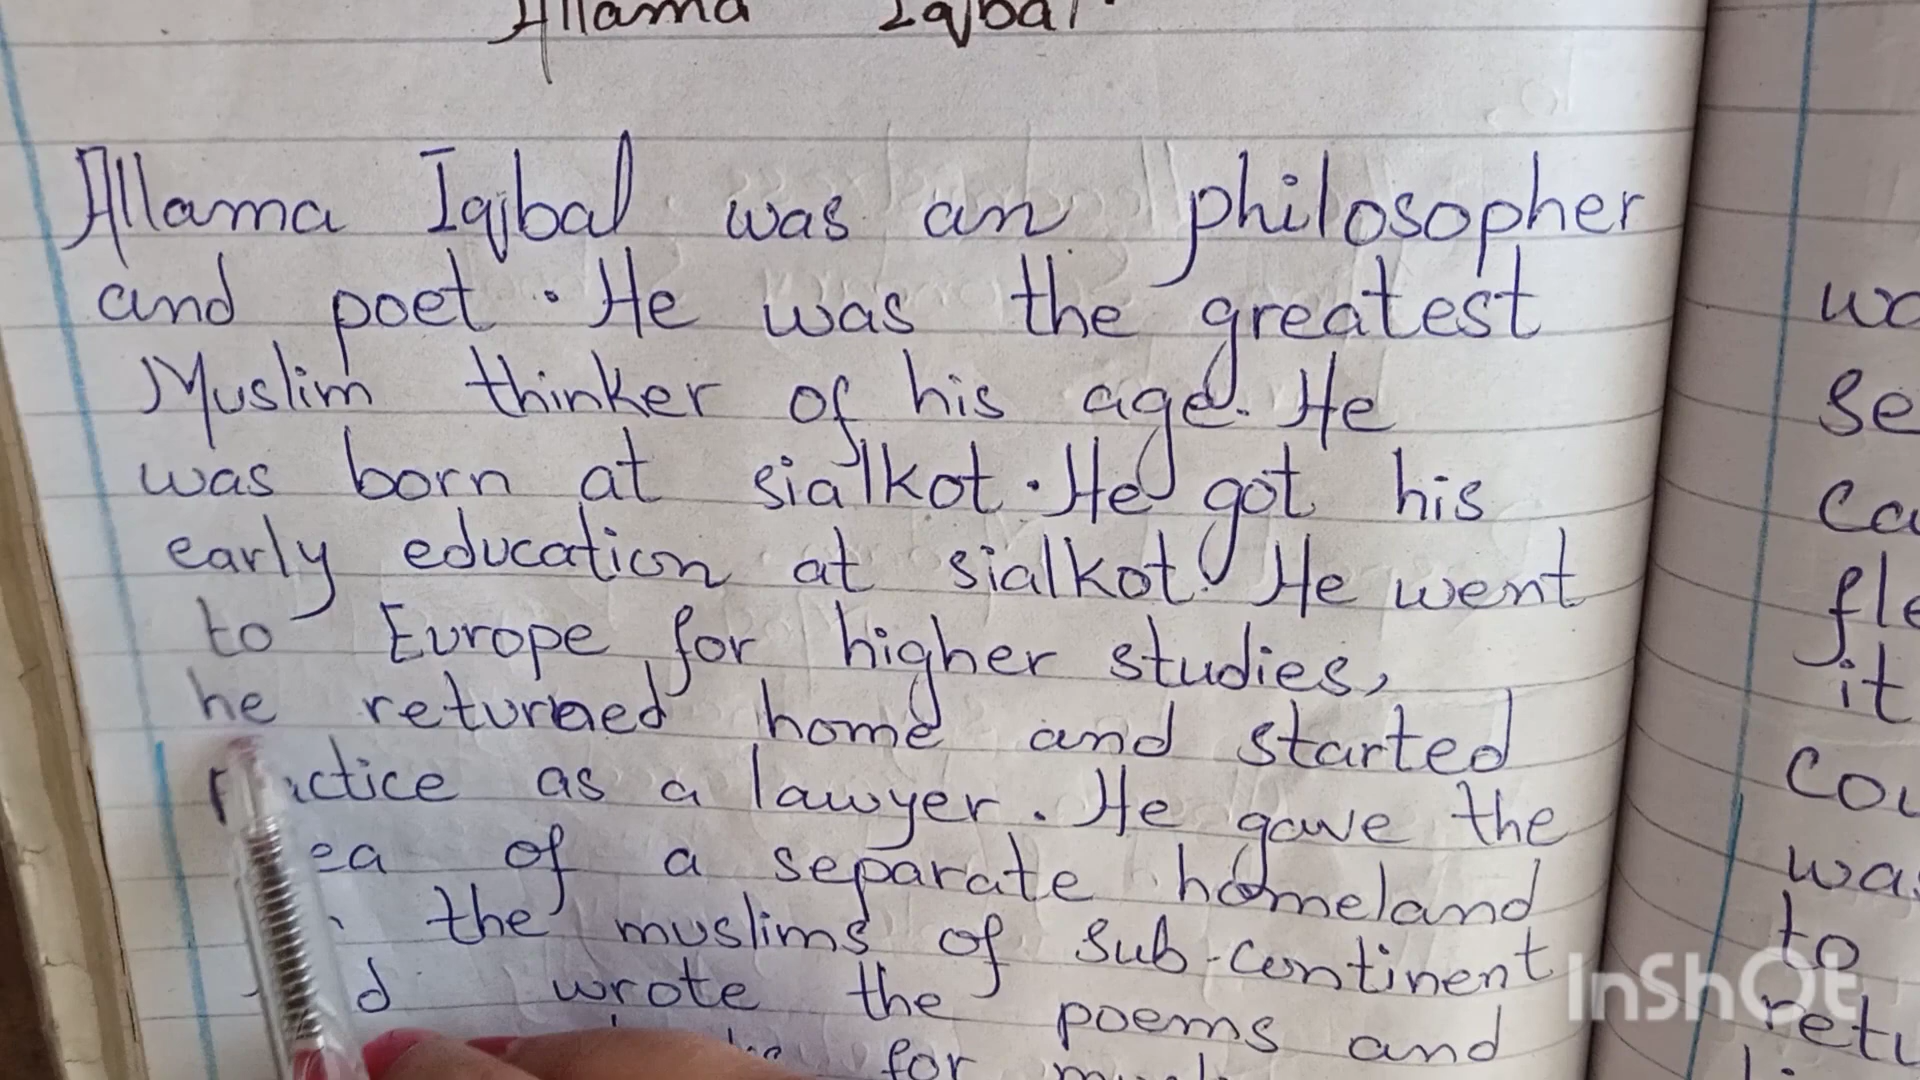 Allama Iqbal
Allama Iqbal was an philosopher
and poet. He was the greatest
Muslim thinker of his age. He
was born at sialkot. He got his
early education at sialkot. He went
to Europe for higher studies,
he returned home and started
as a lawyer. He gave the
of a separate homeland
the muslims of sub-continent
wrote the poems and
for
se
it
to
InShOt